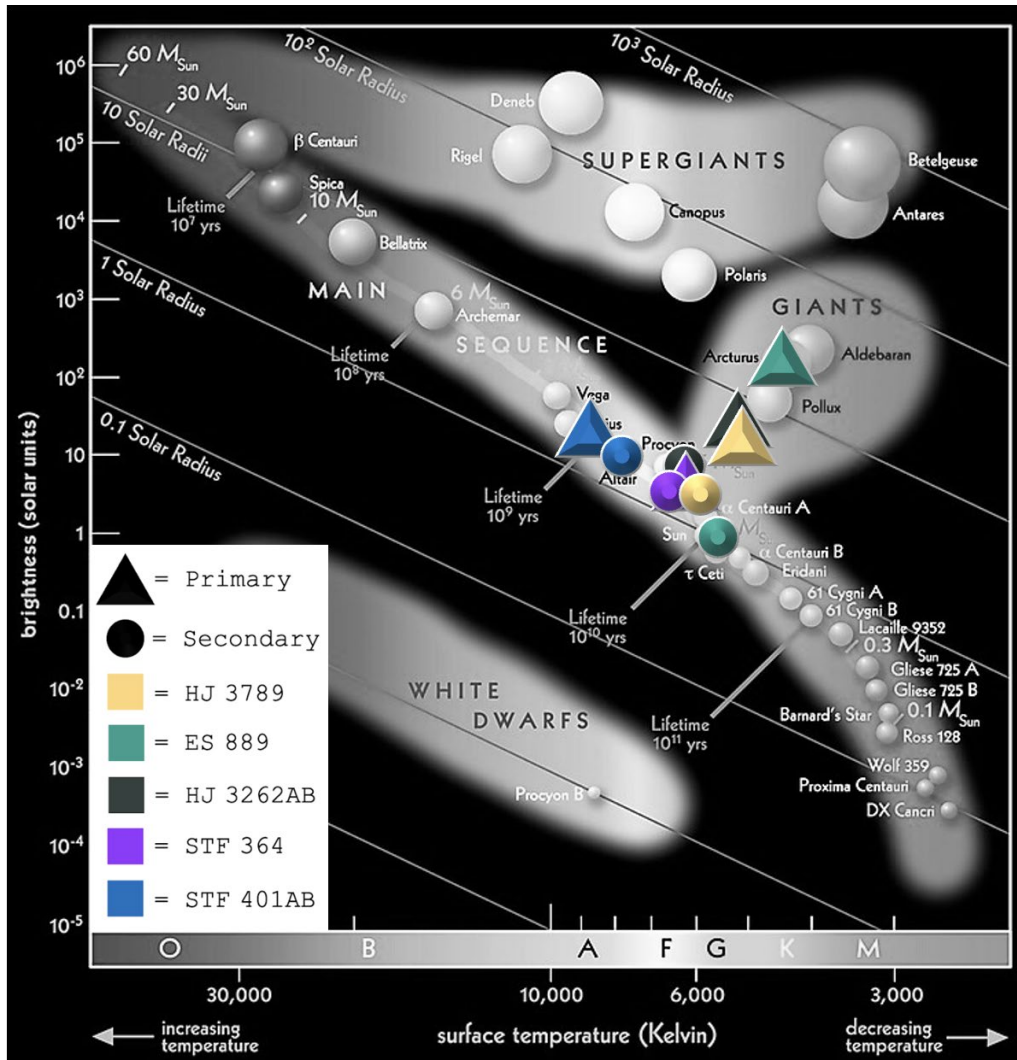 10⁶
10⁵
10⁴
10³
10²
10
1
0.1
10⁻²
10⁻³
10⁻⁴
10⁻⁵
brightness (solar units)
60 M Sun
30 M Sun
10² Solar Radius
10³ Solar Radius
10 Solar Radii
1 Solar Radius
0.1 Solar Radius
Deneb
Rigel
SUPERGIANTS
Betelgeuse
Antares
Canopus
Polaris
β Centauri
Spica
10 M Sun
Lifetime
10⁷ yrs
Bellatrix
MAIN
6 M Sun
Archemar
SEQUENCE
Lifetime
10⁸ yrs
GIANTS
Arcturus
Aldebaran
Pollux
Vega
ius
Altair
Procyon
Sun
Lifetime
10⁹ yrs
α Centauri A
Sun
α Centauri B
τ Ceti
Eridani
Lifetime
10¹⁰ yrs
61 Cygni A
61 Cygni B
Lacaille 9352
0.3 M Sun
Gliese 725 A
Gliese 725 B
0.1 M Sun
Barnard's Star
Ross 128
Lifetime
10¹¹ yrs
Wolf 359
Proxima Centauri
DX Cancri
WHITE
DWARFS
Procyon B
= Primary
= Secondary
= HJ 3789
= ES 889
= HJ 3262AB
= STF 364
= STF 401AB
O B A F G K M
30,000 10,000 6,000 3,000
increasing
temperature
surface temperature (Kelvin)
decreasing
temperature